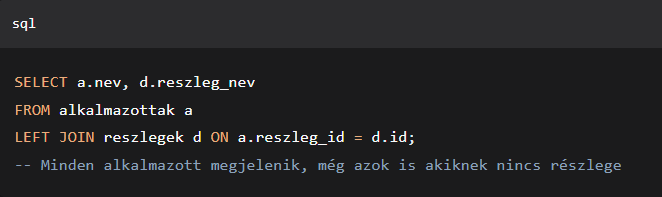 sql
SELECT a.nev, d.reszleg_nev
FROM alkalmazottak a
LEFT JOIN reszlegek d ON a.reszleg_id = d.id;
-- Minden alkalmazott megjelenik, még azok is akiknek nincs részlege